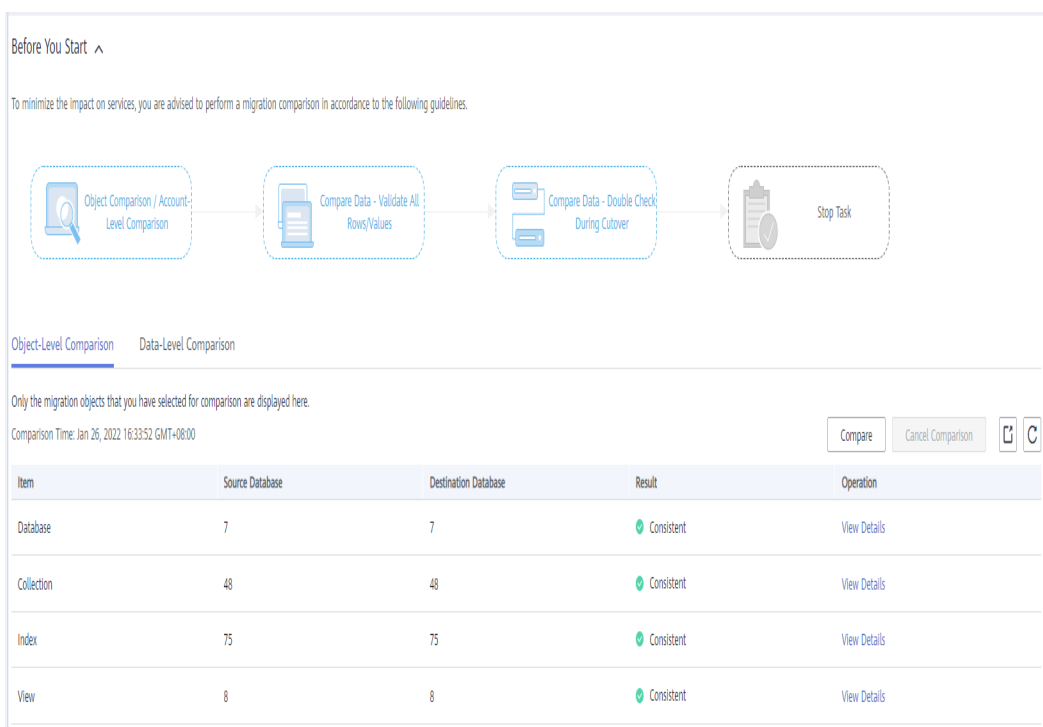 Before You Start
To minimize the impact on services, you are advised to perform a migration comparison in accordance to the following guidelines.
Object Comparison / Account-
Level Comparison
Compare Data - Validate All
Rows/Values
Compare Data - Double Check
During Cutover
Stop Task
Object-Level Comparison Data-Level Comparison
Only the migration objects that you have selected for comparison are displayed here.
Comparison Time: Jan 26, 2022 16:33:52 GMT+08:00
Compare Cancel Comparison
Item Source Database Destination Database Result Operation
Database 7 7 Consistent View Details
Collection 48 48 Consistent View Details
Index 75 75 Consistent View Details
View 8 8 Consistent View Details